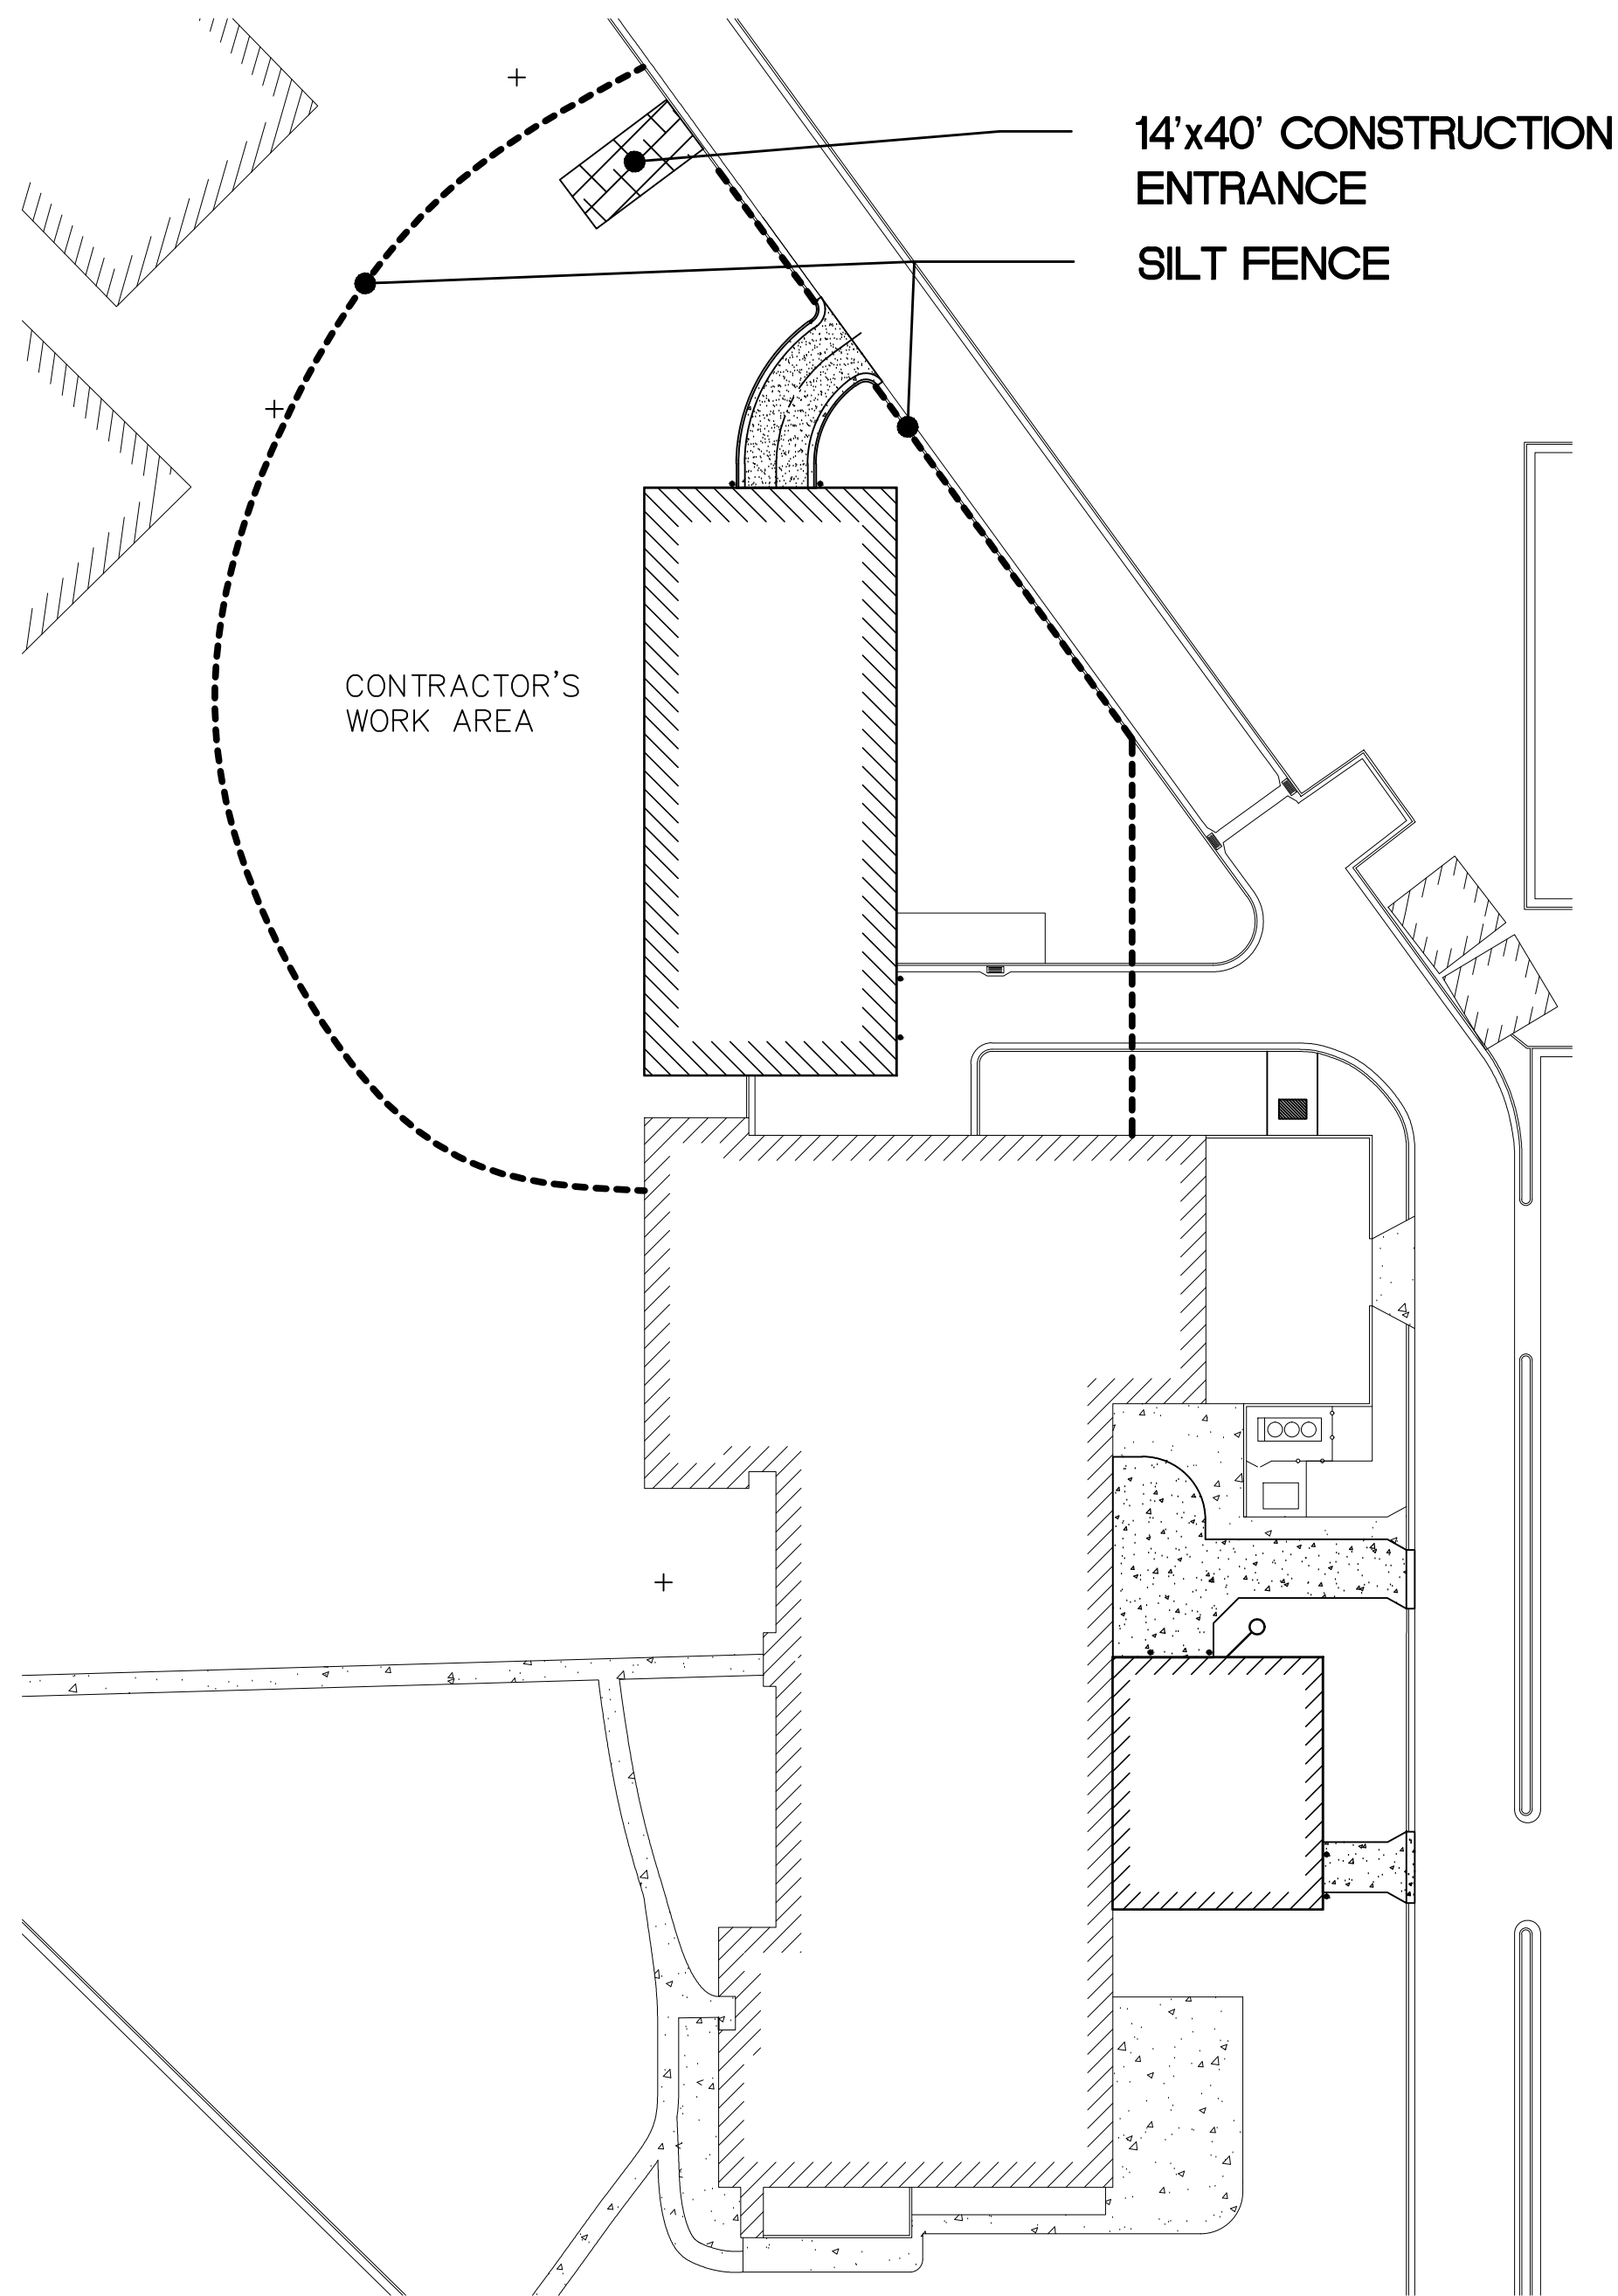 14'x40' CONSTRUCTION
ENTRANCE
SILT FENCE
CONTRACTOR'S
WORK AREA